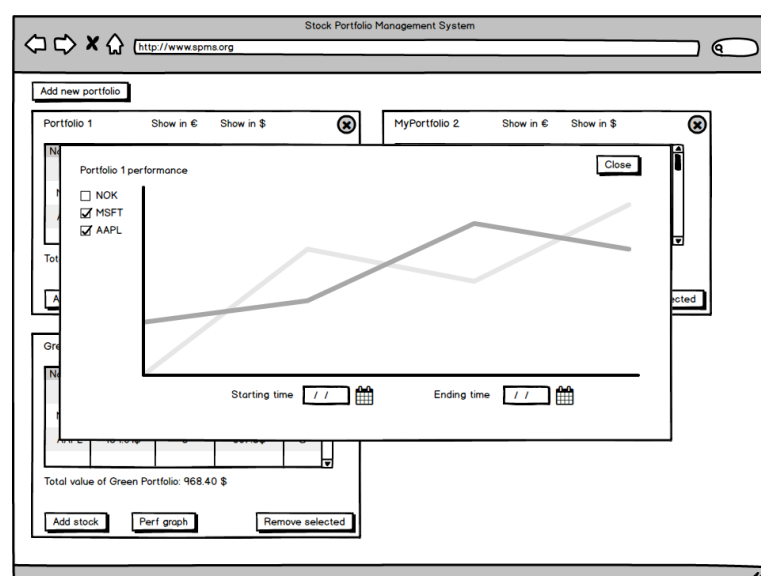 Stock Portfolio Management System
http://www.spms.org
Add new portfolio
Portfolio 1 Show in € Show in $
MyPortfolio 2 Show in € Show in $
Portfolio 1 performance
Close
NOK
MSFT
AAPL
Starting time / /
Ending time / /
Total value of Green Portfolio: 968.40 $
Add stock
Perf graph
Remove selected